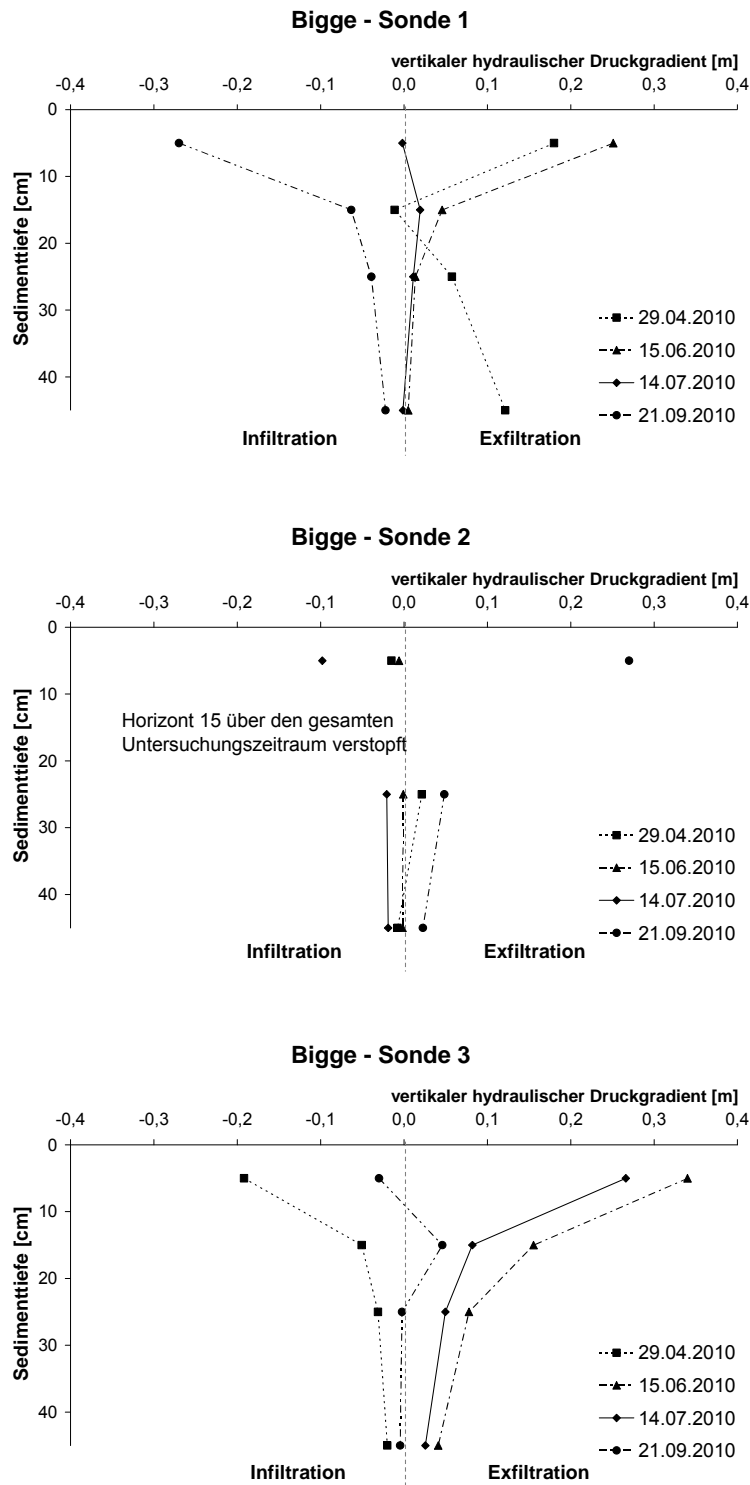 Bigge - Sonde 1
vertikaler hydraulischer Druckgradient [m]
-0,4 -0,3 -0,2 -0,1 0,0 0,1 0,2 0,3 0,4
0
10
20
30
40
Sedimenttiefe [cm]
29.04.2010
15.06.2010
14.07.2010
21.09.2010
Infiltration Exfiltration
Bigge - Sonde 2
vertikaler hydraulischer Druckgradient [m]
-0,4 -0,3 -0,2 -0,1 0,0 0,1 0,2 0,3 0,4
0
10
20
30
40
Sedimenttiefe [cm]
Horizont 15 über den gesamten
Untersuchungszeitraum verstopft
29.04.2010
15.06.2010
14.07.2010
21.09.2010
Infiltration Exfiltration
Bigge - Sonde 3
vertikaler hydraulischer Druckgradient [m]
-0,4 -0,3 -0,2 -0,1 0,0 0,1 0,2 0,3 0,4
0
10
20
30
40
Sedimenttiefe [cm]
29.04.2010
15.06.2010
14.07.2010
21.09.2010
Infiltration Exfiltration